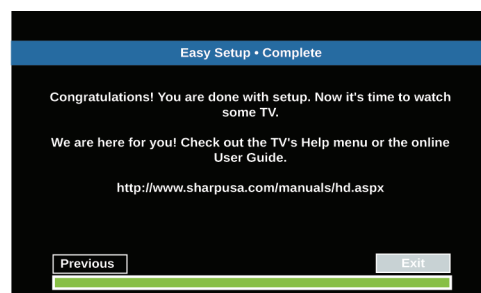 Easy Setup • Complete
Congratulations! You are done with setup. Now it's time to watch
some TV.
We are here for you! Check out the TV's Help menu or the online
User Guide.
http://www.sharpusa.com/manuals/hd.aspx
Previous
Exit